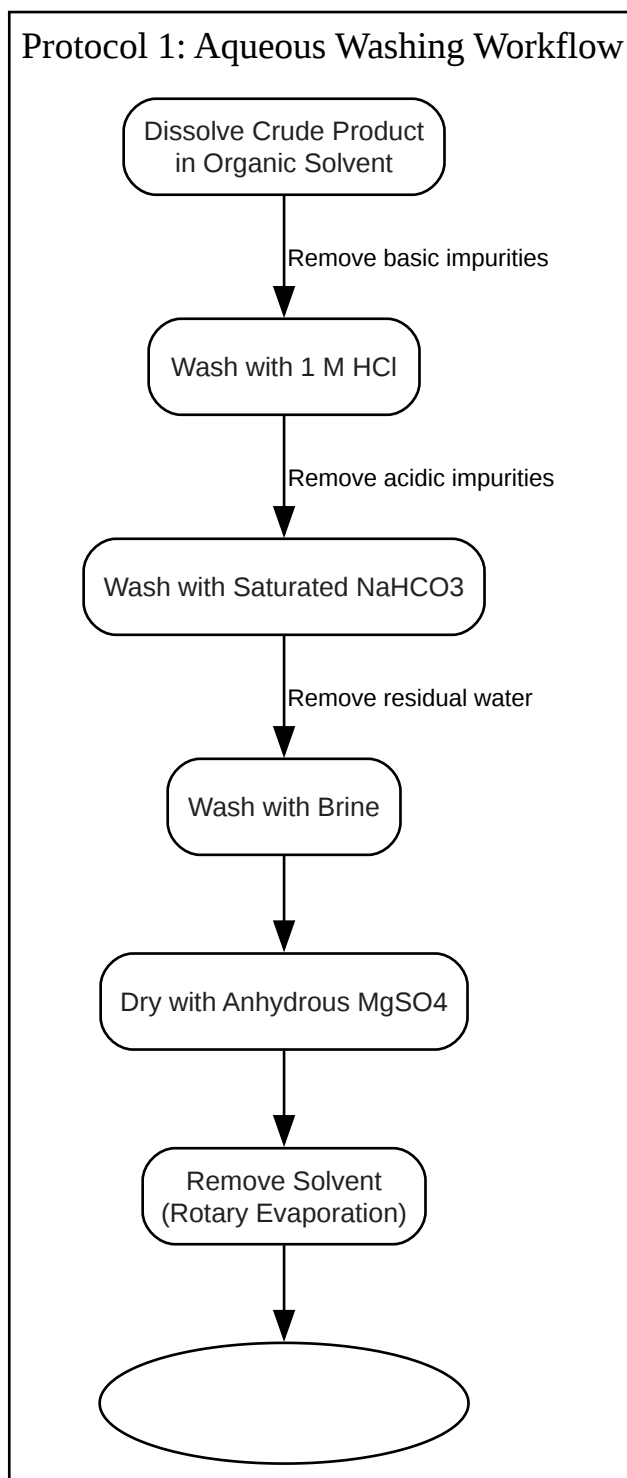 Protocol 1: Aqueous Washing Workflow
Dissolve Crude Product
in Organic Solvent
Remove basic impurities
Wash with 1 M HCl
Remove acidic impurities
Wash with Saturated NaHCO3
Remove residual water
Wash with Brine
Dry with Anhydrous MgSO4
Remove Solvent
(Rotary Evaporation)